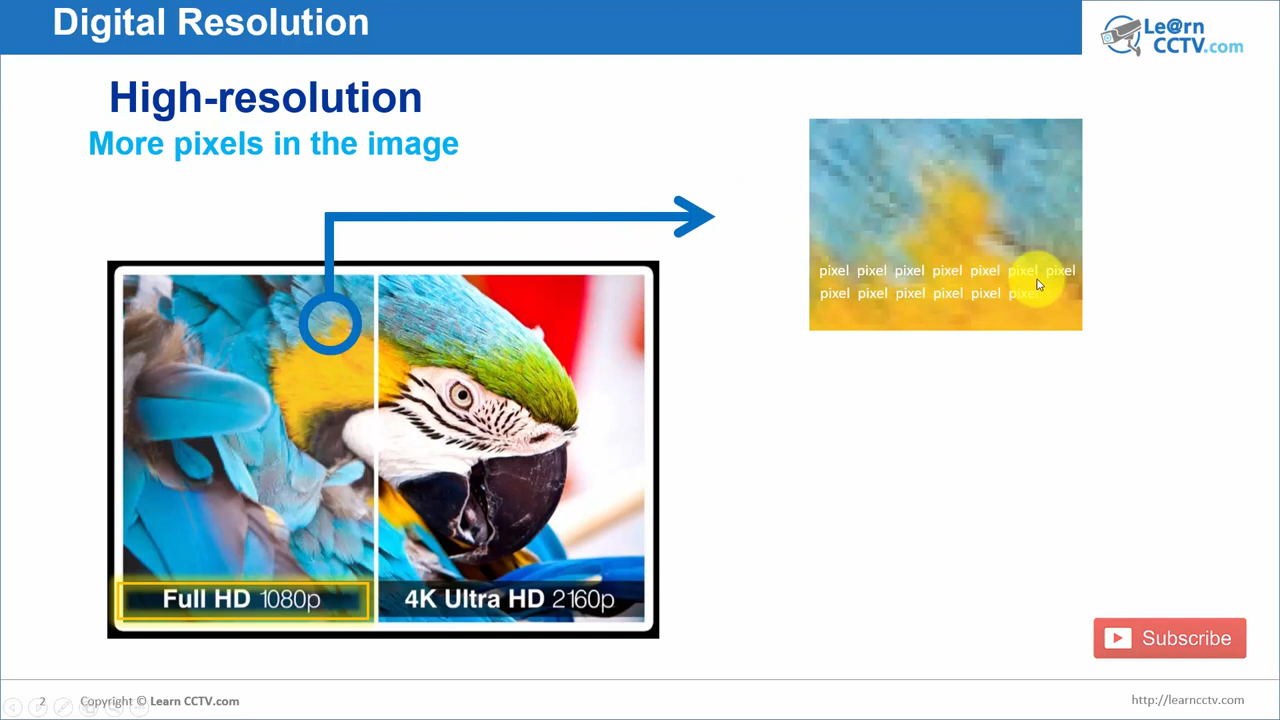 Digital Resolution
Le@rn
CCTV.com
High-resolution
More pixels in the image
pixel pixel pixel pixel pixel pixel pixel
pixel pixel pixel pixel pixel pixel
Full HD 1080p
4K Ultra HD 2160p
Subscribe
2
Copyright © Learn CCTV.com
http://learncctv.com